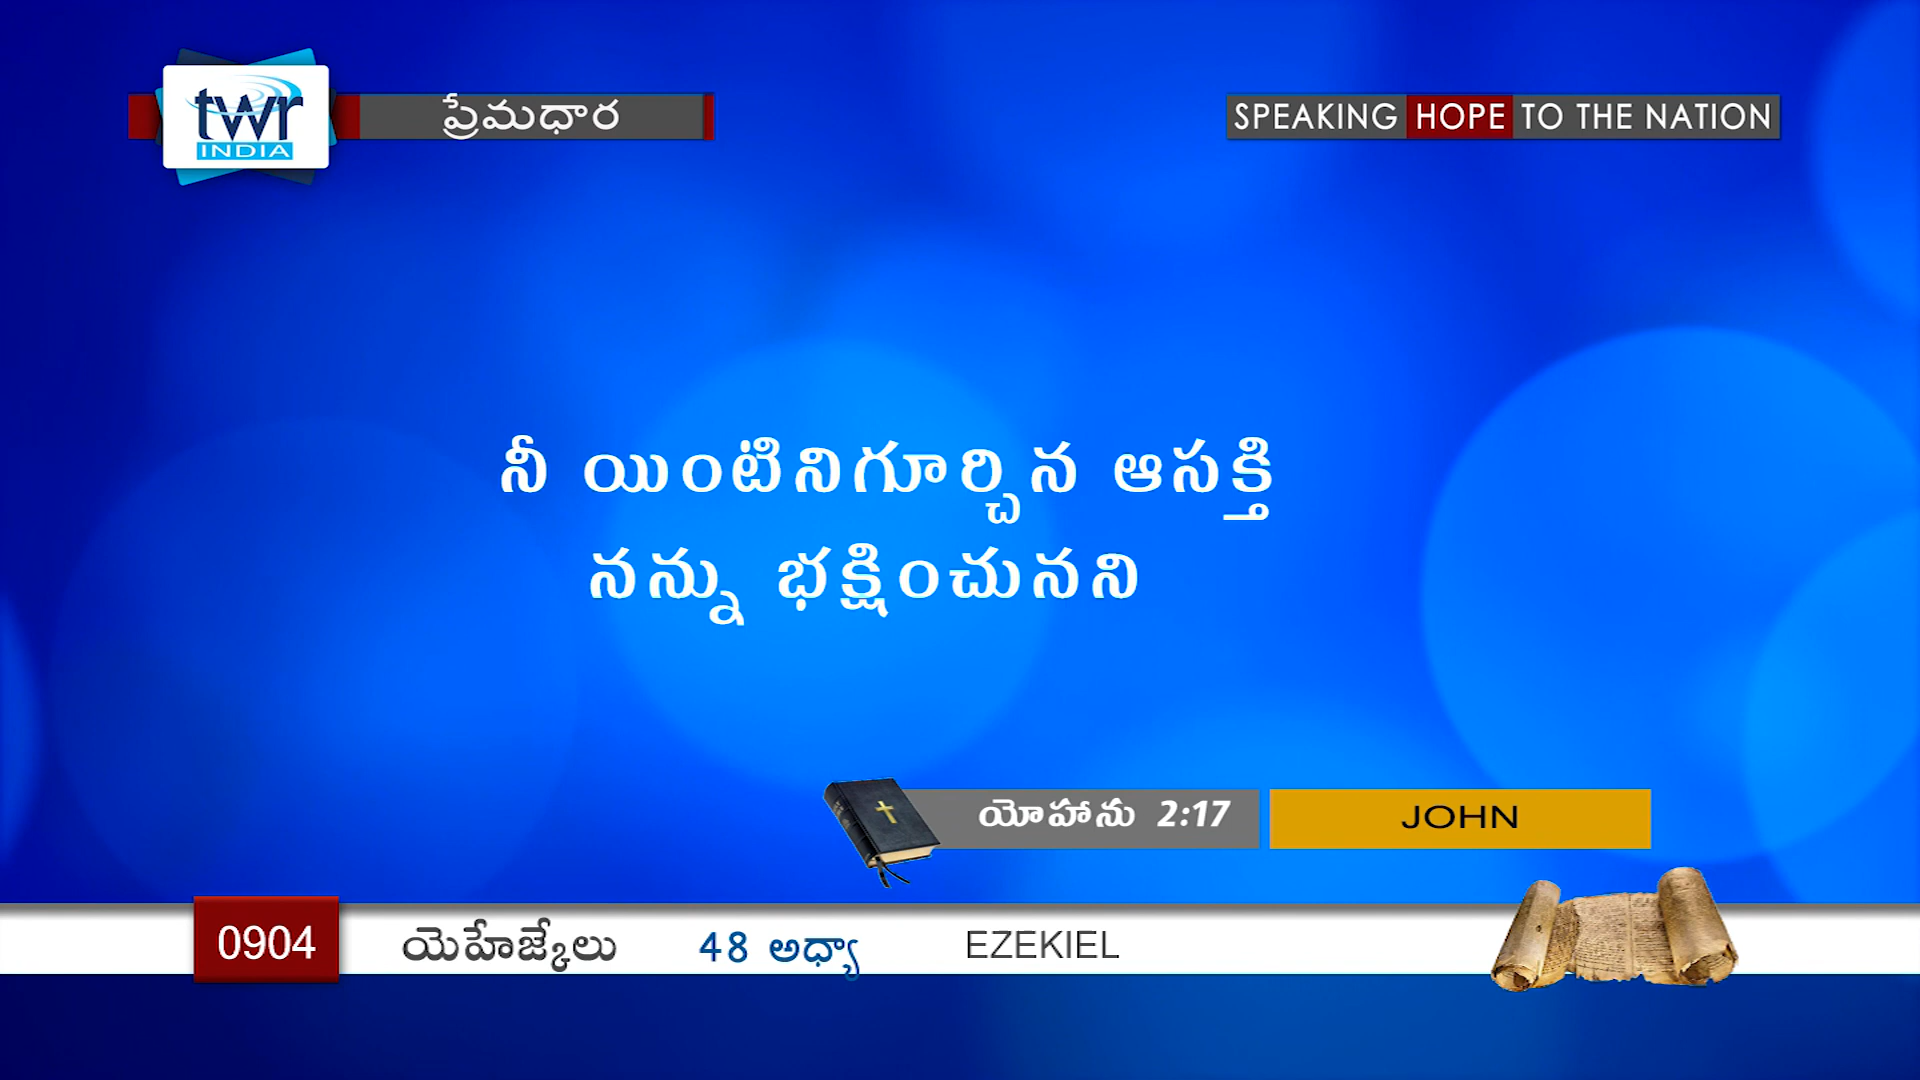 twr
INDIA
ప్రేమధార
SPEAKING HOPE TO THE NATION
నీ యింటినిగూర్చిన ఆసక్తి
నన్ను భక్షించునని
యోహాను 2:17
JOHN
0904 యెహేజ్కేలు 48 అధ్యా EZEKIEL